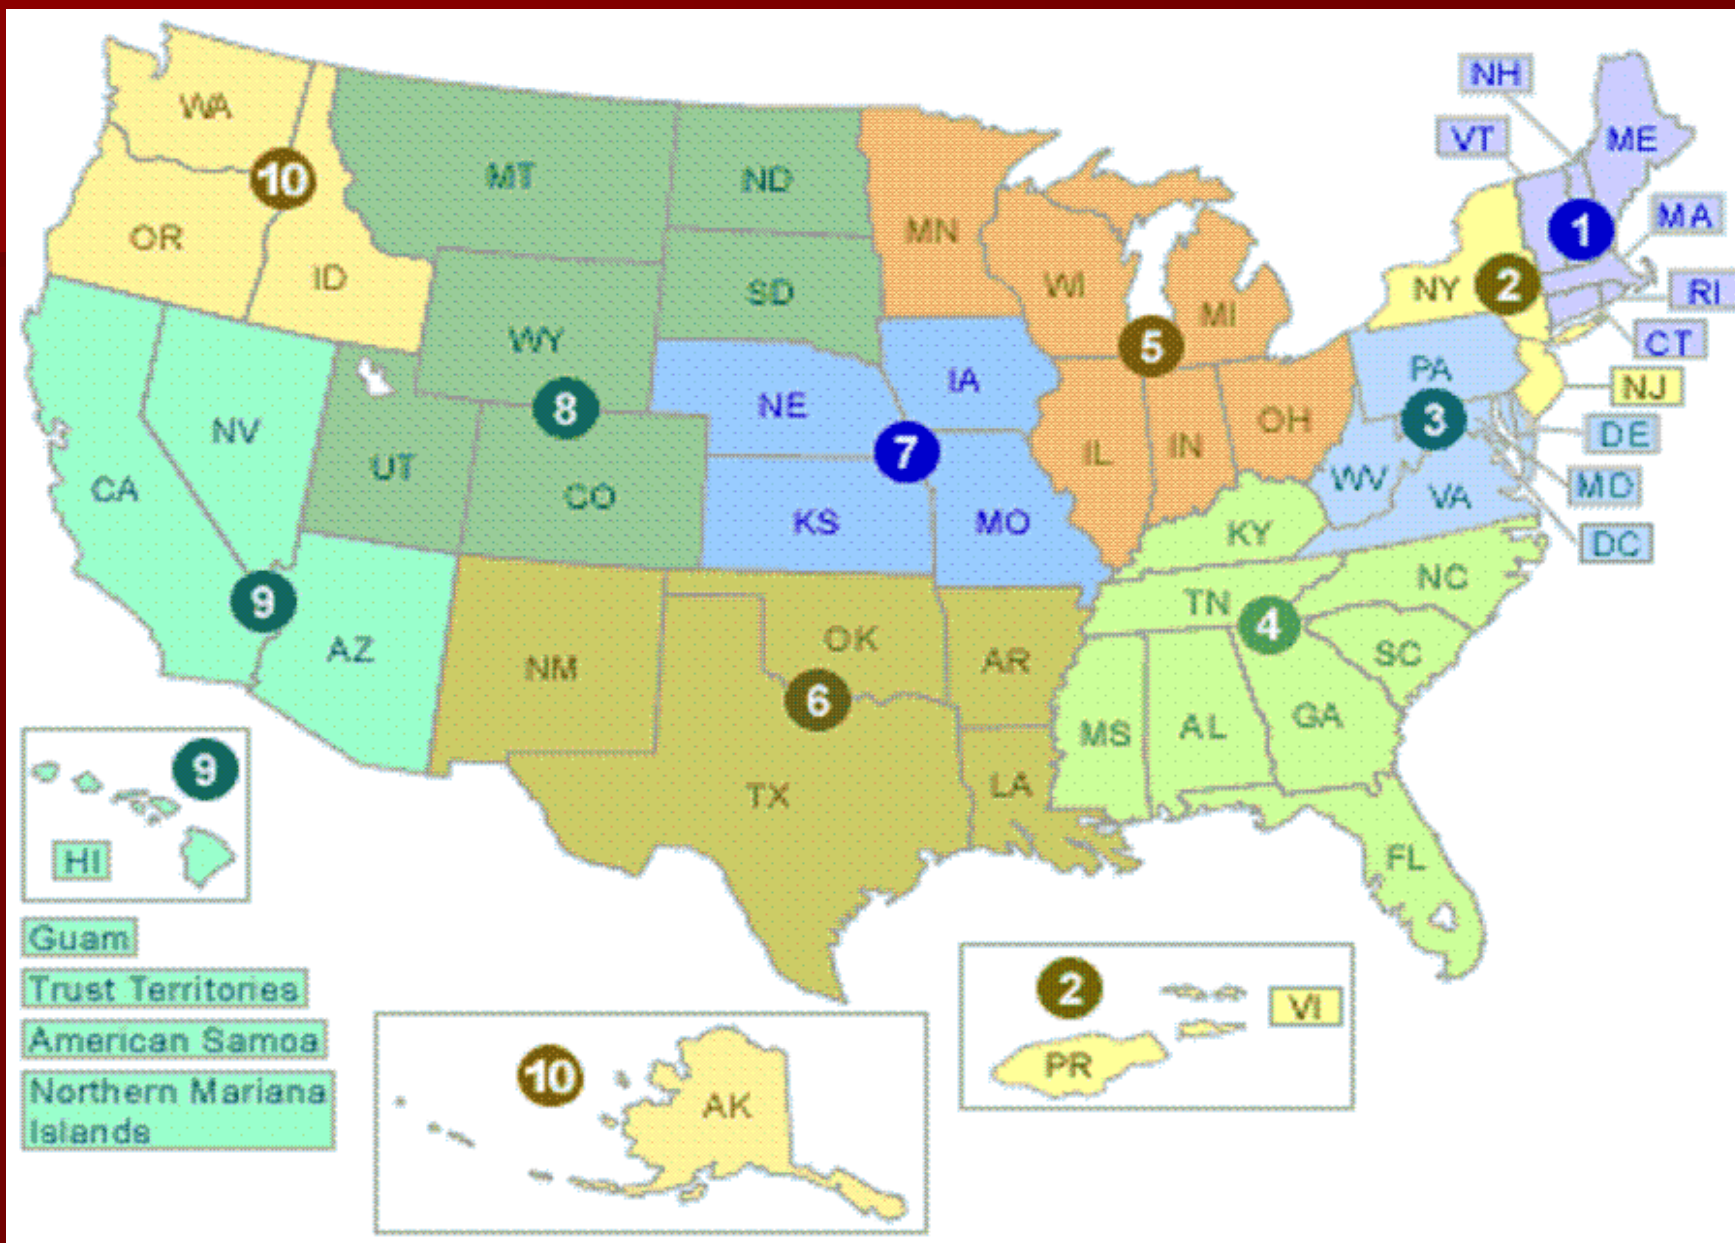 NH
WA
VT
ME
10
MT
ND
MA
OR
MN
1
ID
SD
WI
NY
2
RI
MI
WY
5
CT
PA
IA
NJ
NE
8
3
NV
OH
DE
7
UT
IL
IN
CA
CO
WV
MD
VA
KS
MO
KY
DC
NC
9
TN
4
OK
AZ
SC
AR
NM
6
GA
AL
MS
9
LA
TX
HI
FL
Guam
2
Trust Territories
VI
American Samoa
PR
10
Northern Mariana
AK
Islands